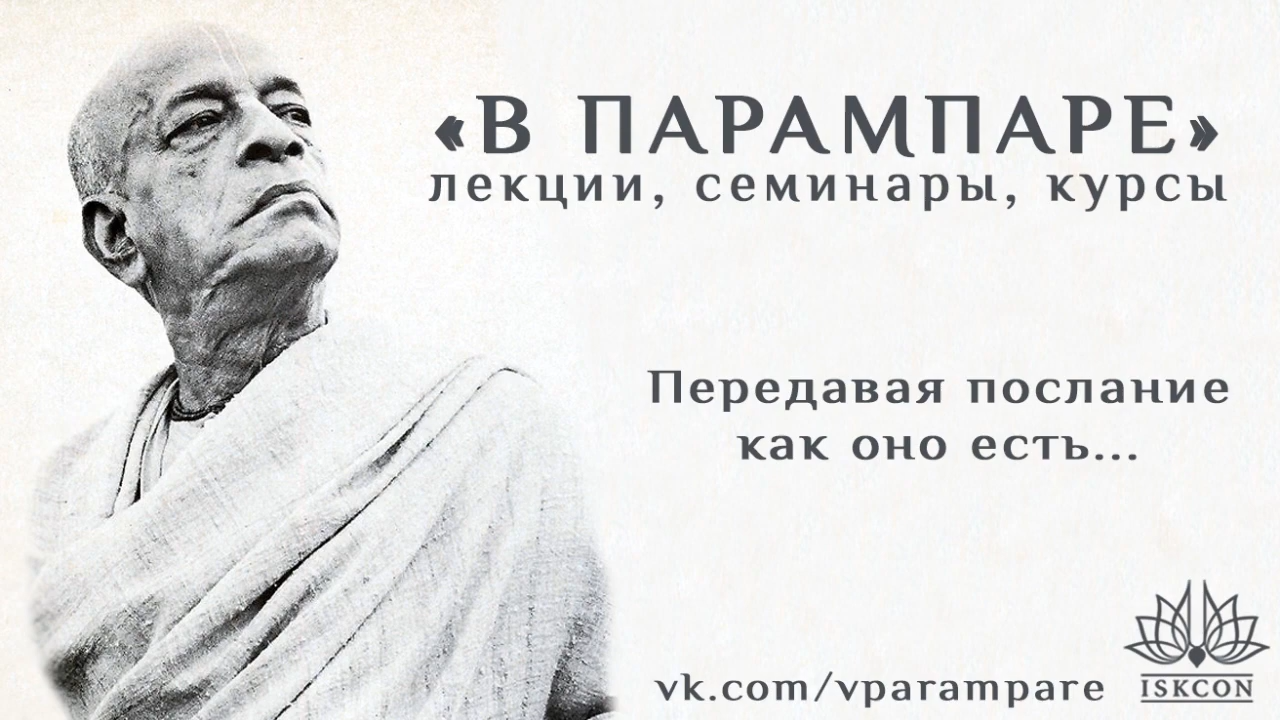 «В ПАРАМПАРЕ»
лекции, семинары, курсы
Передавая послание
как оно есть...
vk.com/vparampare
ISKCON